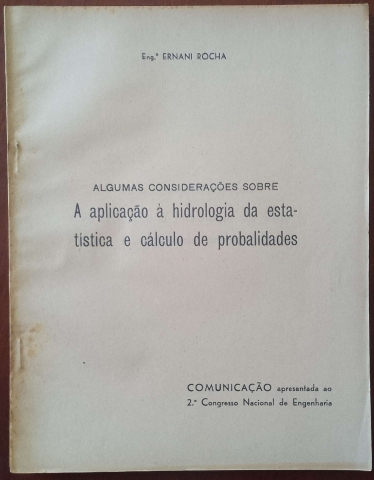 Eng.º ERNANI ROCHA
ALGUMAS CONSIDERAÇÕES SOBRE
A aplicação à hidrologia da esta-
tística e cálculo de probalidades
COMUNICAÇÃO apresentada ao
2.º Congresso Nacional de Engenharia